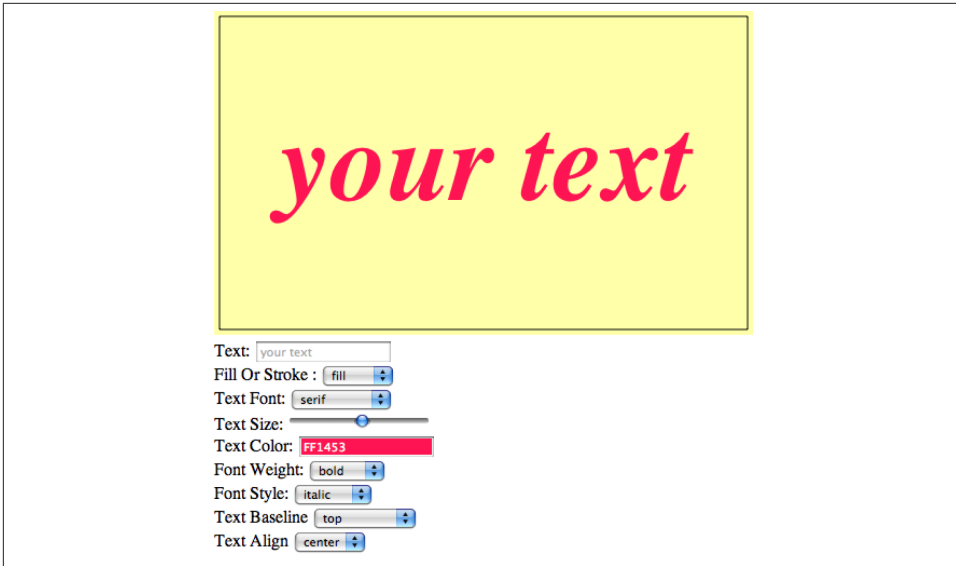 your text
Text: your text
Fill Or Stroke : fill
Text Font: serif
Text Size:
Text Color: FF1453
Font Weight: bold
Font Style: italic
Text Baseline top
Text Align center